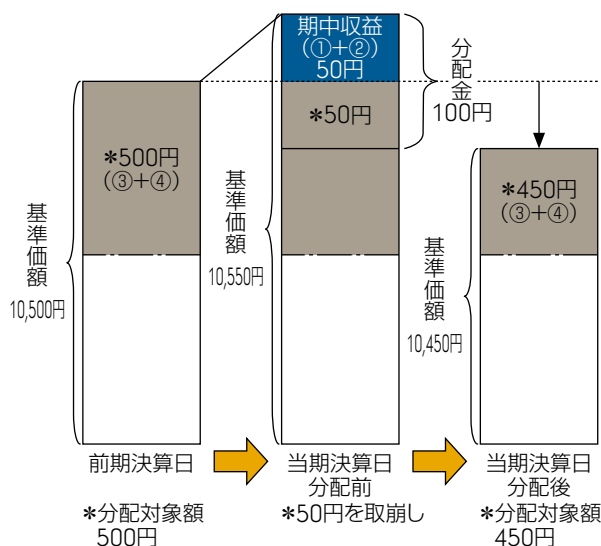 期中収益
(①+②)
50円
分配金
100円
*50円
*500円
(③+④)
*450円
(③+④)
基準価額
10,500円
基準価額
10,550円
基準価額
10,450円
前期決算日
当期決算日
分配前
当期決算日
分配後
*分配対象額
500円
*50円を取崩し
*分配対象額
450円